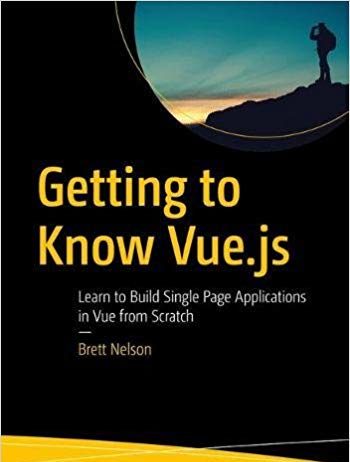 Getting to
Know Vue.js
Learn to Build Single Page Applications
in Vue from Scratch
—
Brett Nelson